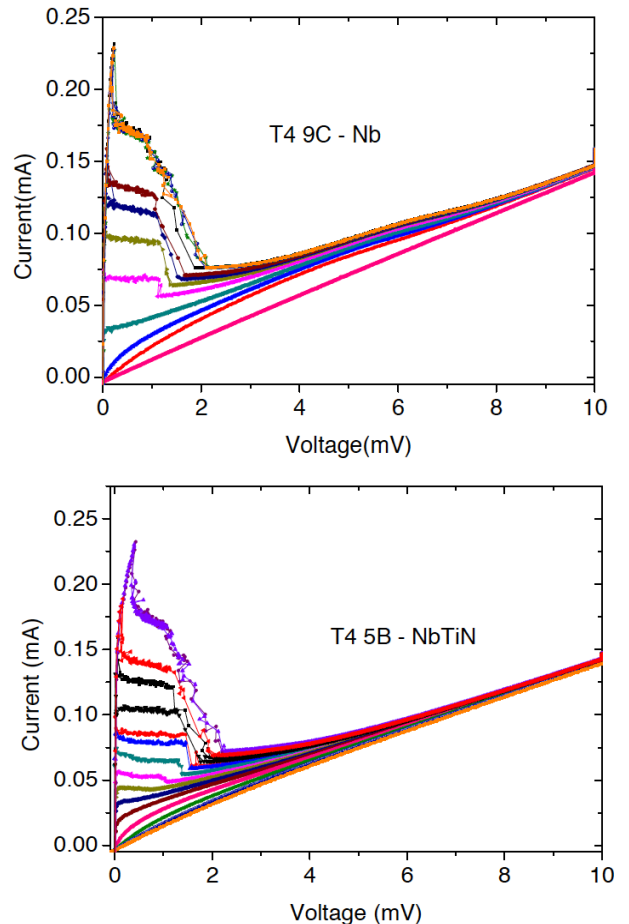 0.25
0.20
T4 9C - Nb
0.15
Current(mA)
0.10
0.05
0.00
0 2 4 6 8 10
Voltage(mV)
0.25
0.20
T4 5B - NbTiN
0.15
Current (mA)
0.10
0.05
0.00
0 2 4 6 8 10
Voltage (mV)